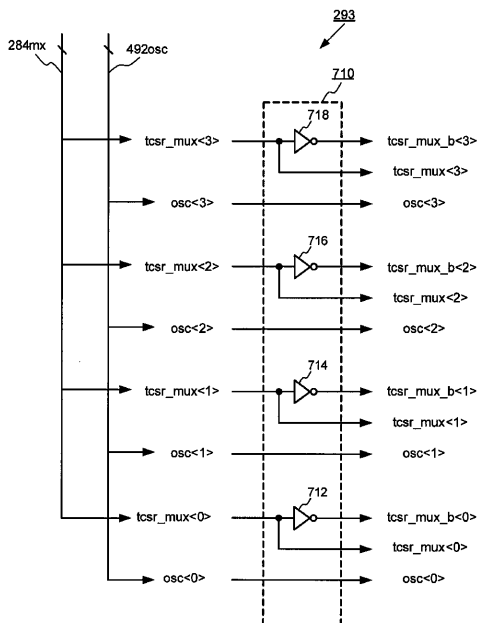 293
284mx
492osc
710
718
tcsr_mux<3>
tcsr_mux_b<3>
tcsr_mux<3>
osc<3>
osc<3>
716
tcsr_mux<2>
tcsr_mux_b<2>
tcsr_mux<2>
osc<2>
osc<2>
714
tcsr_mux<1>
tcsr_mux_b<1>
tcsr_mux<1>
osc<1>
osc<1>
712
tcsr_mux<0>
tcsr_mux_b<0>
tcsr_mux<0>
osc<0>
osc<0>